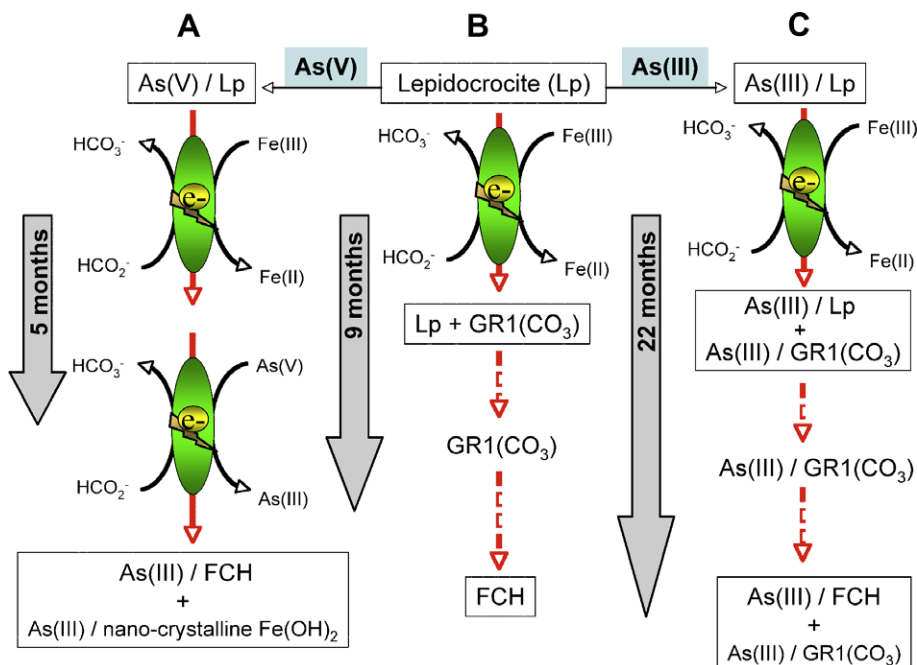 A
B
C
As(V)
As(III)
As(V) / Lp
Lepidocrocite (Lp)
As(III) / Lp
HCO₃⁻
Fe(III)
e-
HCO₂⁻
Fe(II)
HCO₃⁻
Fe(III)
e-
HCO₂⁻
Fe(II)
HCO₃⁻
Fe(III)
e-
HCO₂⁻
Fe(II)
5 months
9 months
22 months
HCO₃⁻
As(V)
e-
HCO₂⁻
As(III)
As(III) / FCH
+
As(III) / nano-crystalline Fe(OH)₂
Lp + GR1(CO₃)
GR1(CO₃)
FCH
As(III) / Lp
+
As(III) / GR1(CO₃)
As(III) / GR1(CO₃)
As(III) / FCH
+
As(III) / GR1(CO₃)